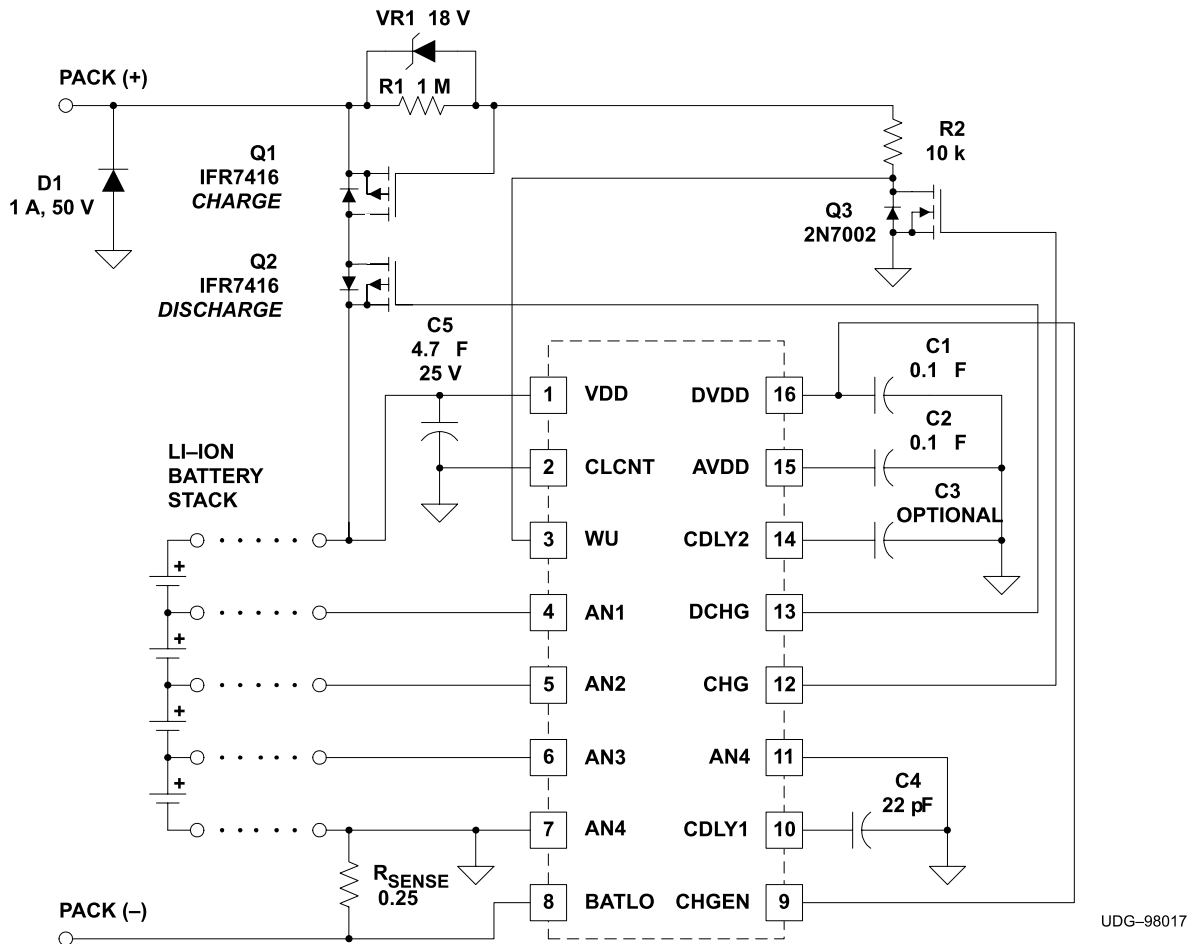 VR1 18 V
PACK (+)
R1 1 M
R2
10 k
Q1
IFR7416
CHARGE
D1
1 A, 50 V
Q3
2N7002
Q2
IFR7416
DISCHARGE
C5
4.7 F
25 V
C1
0.1 F
1 VDD
DVDD 16
C2
0.1 F
LI–ION
BATTERY
STACK
2 CLCNT
AVDD 15
C3
OPTIONAL
3 WU
CDLY2 14
+
4 AN1
DCHG 13
+
5 AN2
CHG 12
+
6 AN3
AN4 11
+
C4
22 pF
7 AN4
CDLY1 10
RSENSE
0.25
8 BATLO
CHGEN 9
PACK (–)
UDG–98017